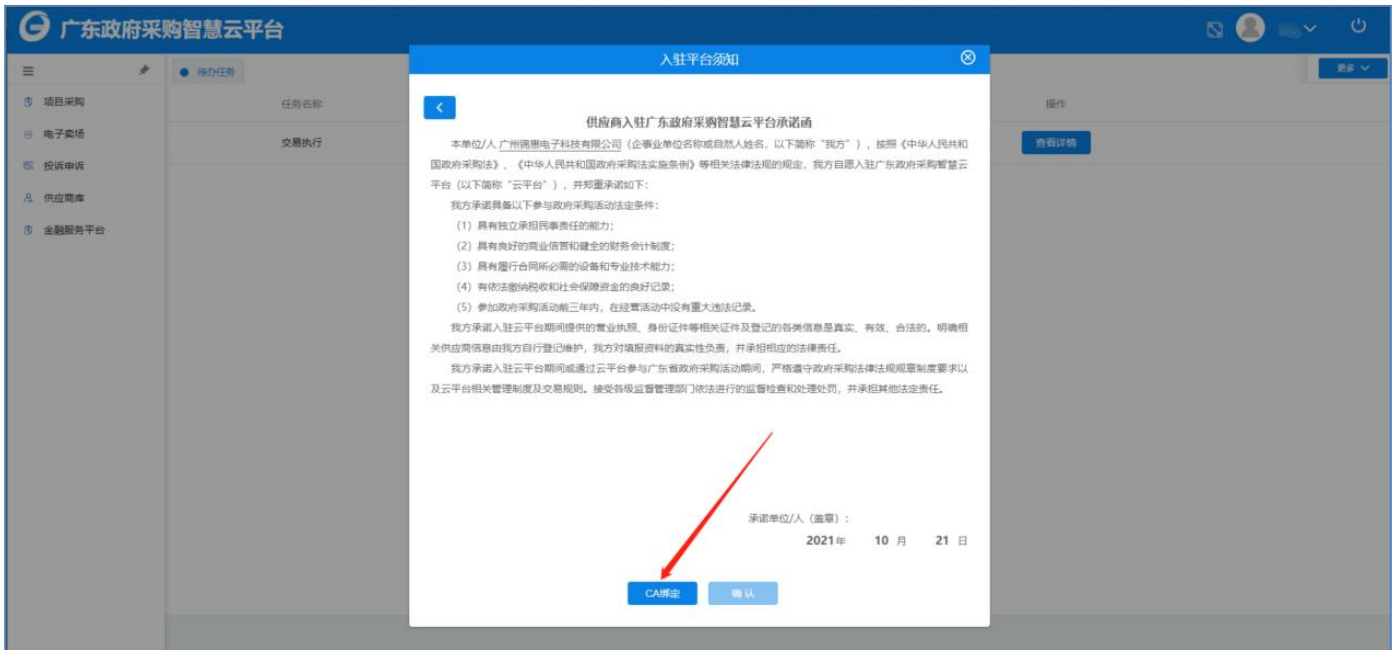 广东政府采购智慧云平台
入驻平台须知
待办任务
更多
项目采购
电子卖场
投诉申诉
供应商库
金融服务平台
任务名称
操作
交易执行
查看详情
供应商入驻广东政府采购智慧云平台承诺函
本单位/人 广州锦惠电子科技有限公司（企事业单位名称或自然人姓名，以下简称“我方”），按照《中华人民共和
国政府采购法》、《中华人民共和国政府采购法实施条例》等相关法律法规的规定，我方自愿入驻广东政府采购智慧云
平台（以下简称“云平台”），并郑重承诺如下：
我方承诺具备以下参与政府采购活动法定条件：
（1）具有独立承担民事责任的能力；
（2）具有良好的商业信誉和健全的财务会计制度；
（3）具有履行合同所必需的设备和专业技术能力；
（4）有依法缴纳税收和社会保障资金的良好记录；
（5）参加政府采购活动前三年内，在经营活动中没有重大违法记录。
我方承诺入驻云平台期间提供的营业执照、身份证件等相关证件及登记的各类信息是真实、有效、合法的。明确相
关供应商信息由我方自行登记维护，我方对填报资料的真实性负责，并承担相应的法律责任。
我方承诺入驻云平台期间或通过云平台参与广东省政府采购活动期间，严格遵守政府采购法律法规规章制度要求以
及云平台相关管理制度及交易规则。接受各级监督管理部门依法进行的监督检查和处理处罚，并承担其他法定责任。
承诺单位/人（盖章）：
2021年 10 月 21 日
CA绑定
确 认